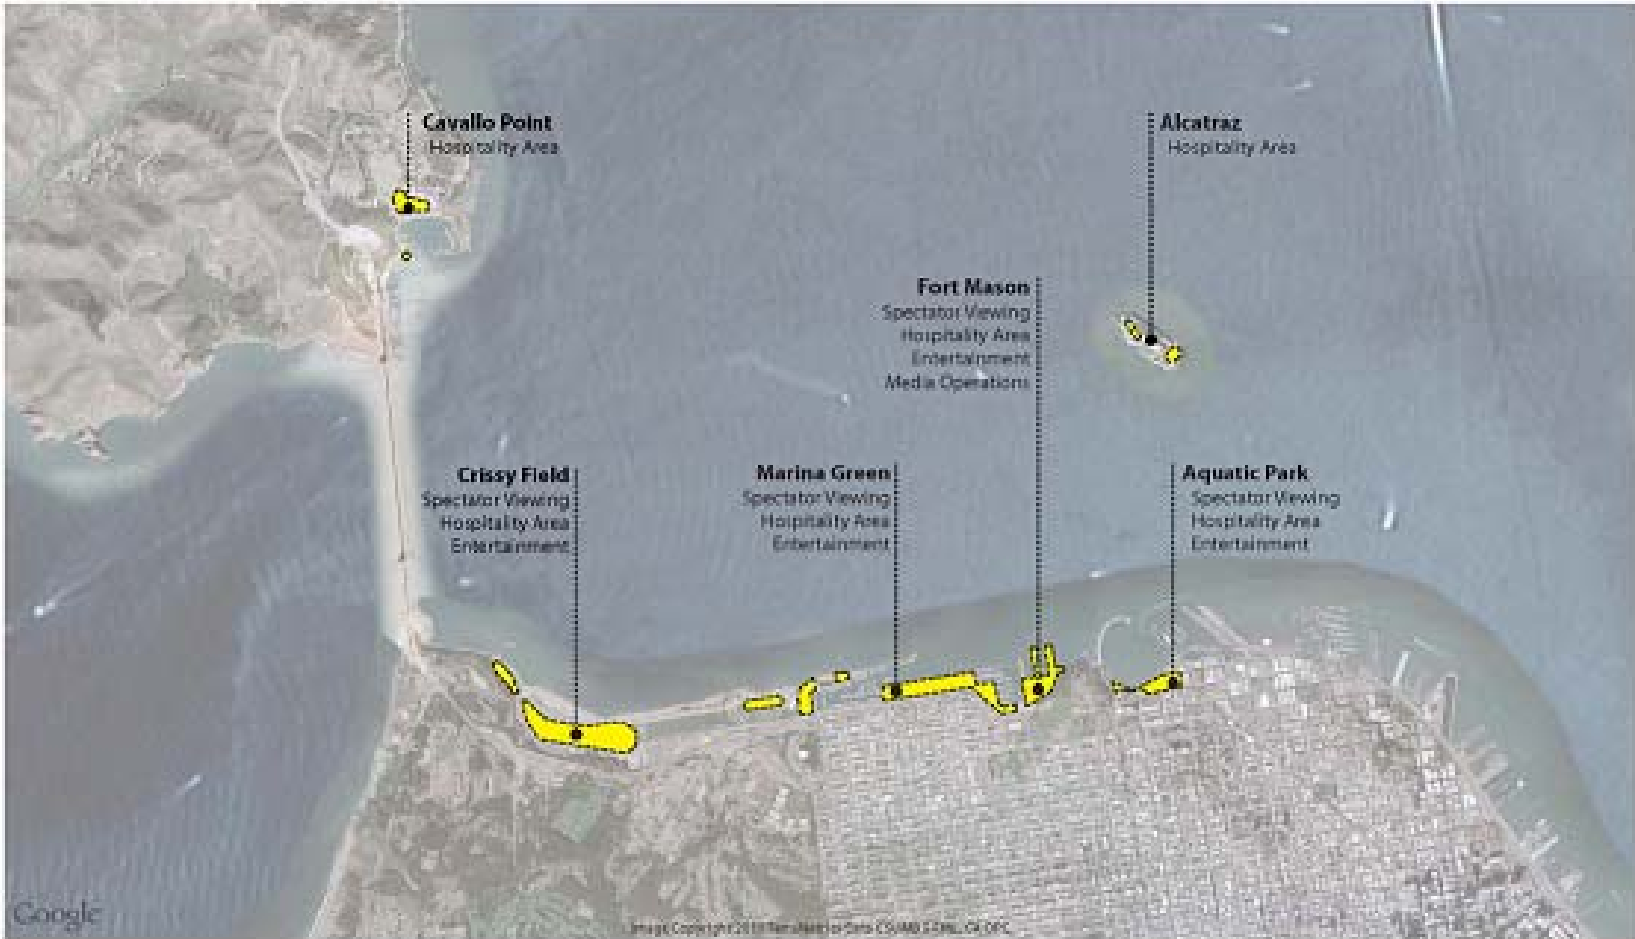 Cavallo Point
Hospitality Area
Alcatraz
Hospitality Area
Fort Mason
Spectator Viewing
Hospitality Area
Entertainment
Media Operations
Crissy Field
Spectator Viewing
Hospitality Area
Entertainment
Marina Green
Spectator Viewing
Hospitality Area
Entertainment
Aquatic Park
Spectator Viewing
Hospitality Area
Entertainment
Google
Image Copyright